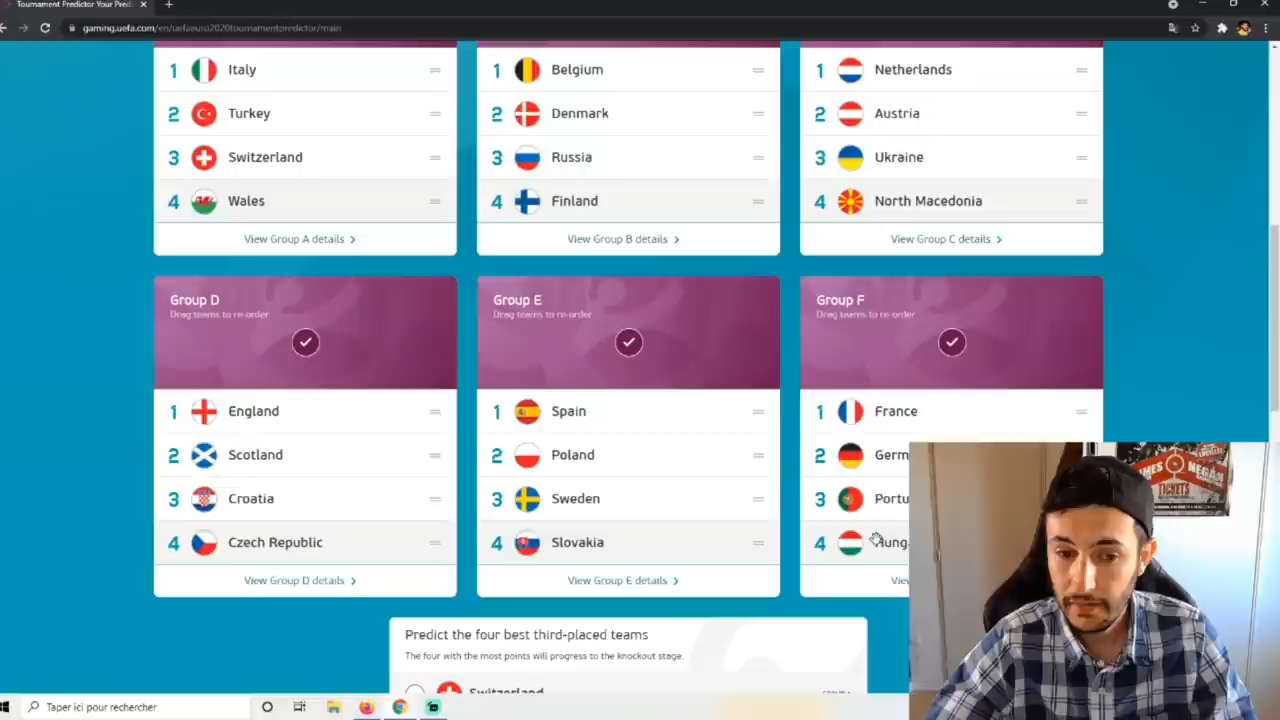 Tournament Predictor Your Pred
gaming.uefa.com/en/uefaeuro2020tournamentpredictor/main
1 Italy
2 Turkey
3 Switzerland
4 Wales
View Group A details
1 Belgium
2 Denmark
3 Russia
4 Finland
View Group B details
1 Netherlands
2 Austria
3 Ukraine
4 North Macedonia
View Group C details
Group D
Drag teams to re-order
1 England
2 Scotland
3 Croatia
4 Czech Republic
View Group D details
Group E
Drag teams to re-order
1 Spain
2 Poland
3 Sweden
4 Slovakia
View Group E details
Group F
Drag teams to re-order
1 France
2 Germ
3 Portu
4 Hunga
Vie
Predict the four best third-placed teams
The four with the most points will progress to the knockout stage.
Switzerland
NEGAN
TICKETS
Taper ici pour rechercher